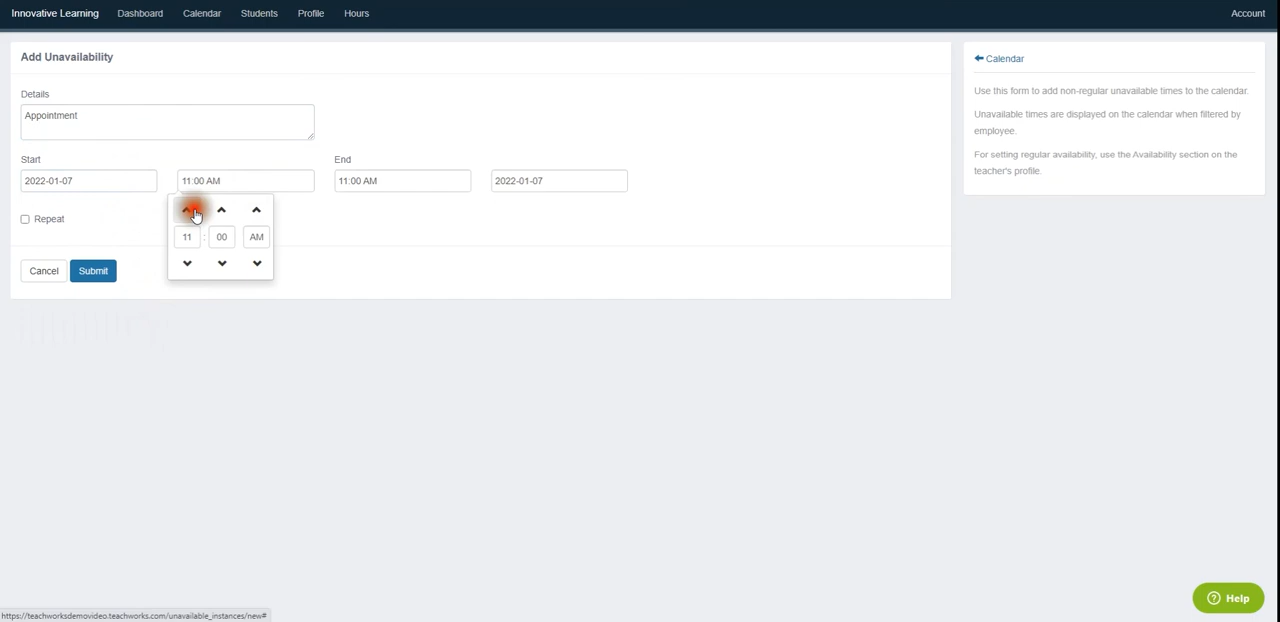 Innovative Learning Dashboard Calendar Students Profile Hours Account
Add Unavailability
Details
Appointment
Start End
2022-01-07 11:00 AM 11:00 AM 2022-01-07
Repeat
11 : 00 AM
Cancel Submit
Calendar
Use this form to add non-regular unavailable times to the calendar.
Unavailable times are displayed on the calendar when filtered by
employee.
For setting regular availability, use the Availability section on the
teacher's profile.
Help
https://teachworksdemovideo.teachworks.com/unavailable_instances/new#